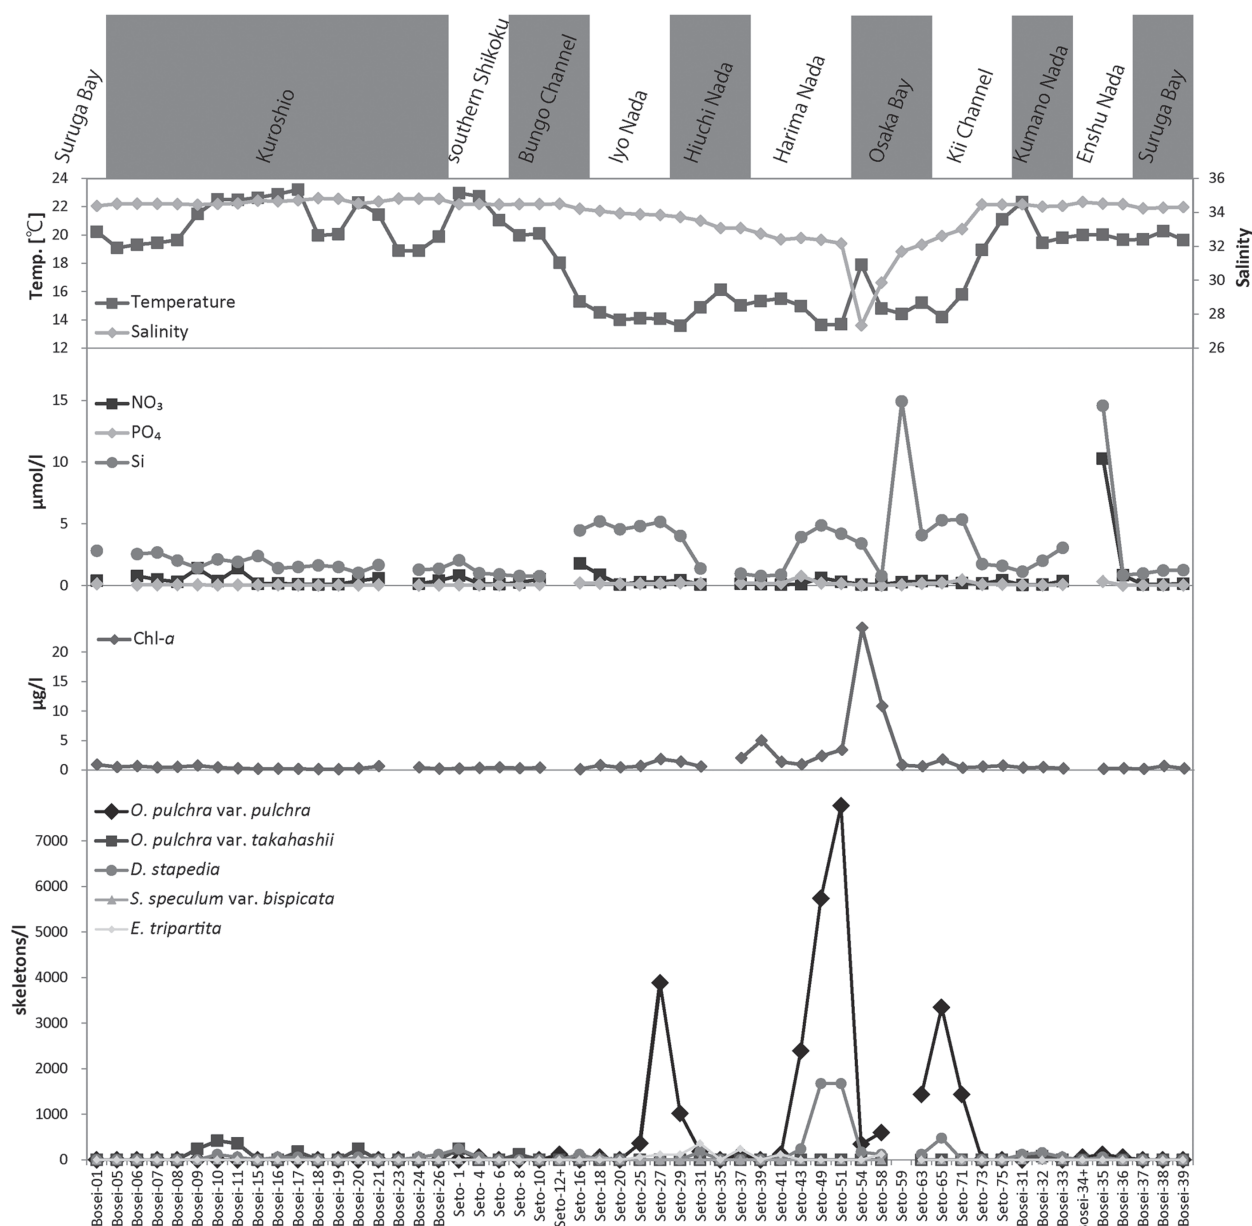 Suruga Bay
Kuroshio
southern Shikoku
Bungo Channel
Iyo Nada
Hiuchi Nada
Harima Nada
Osaka Bay
Kii Channel
Kumano Nada
Enshu Nada
Suruga Bay
24
22
20
18
16
14
12
Temp. [℃]
Temperature
Salinity
36
34
32
30
28
26
Salinity
15
10
5
0
μmol/l
NO₃
PO₄
Si
20
15
10
5
0
μg/l
Chl-a
7000
6000
5000
4000
3000
2000
1000
0
skeletons/l
O. pulchra var. pulchra
O. pulchra var. takahashii
D. stapedia
S. speculum var. bispicata
E. tripartita
Bosei-01
Bosei-05
Bosei-06
Bosei-07
Bosei-08
Bosei-09
Bosei-10
Bosei-11
Bosei-15
Bosei-16
Bosei-17
Bosei-18
Bosei-19
Bosei-20
Bosei-21
Bosei-23
Bosei-24
Bosei-26
Seto-1
Seto-4
Seto-6
Seto-8
Seto-10
Seto-12+
Seto-16
Seto-18
Seto-20
Seto-25
Seto-27
Seto-29
Seto-31
Seto-35
Seto-37
Seto-39
Seto-41
Seto-43
Seto-49
Seto-51
Seto-54
Seto-58
Seto-59
Seto-63
Seto-65
Seto-71
Seto-73
Seto-75
Bosei-31
Bosei-32
Bosei-33
osei-34+
Bosei-35
Bosei-36
Bosei-37
Bosei-38
Bosei-39